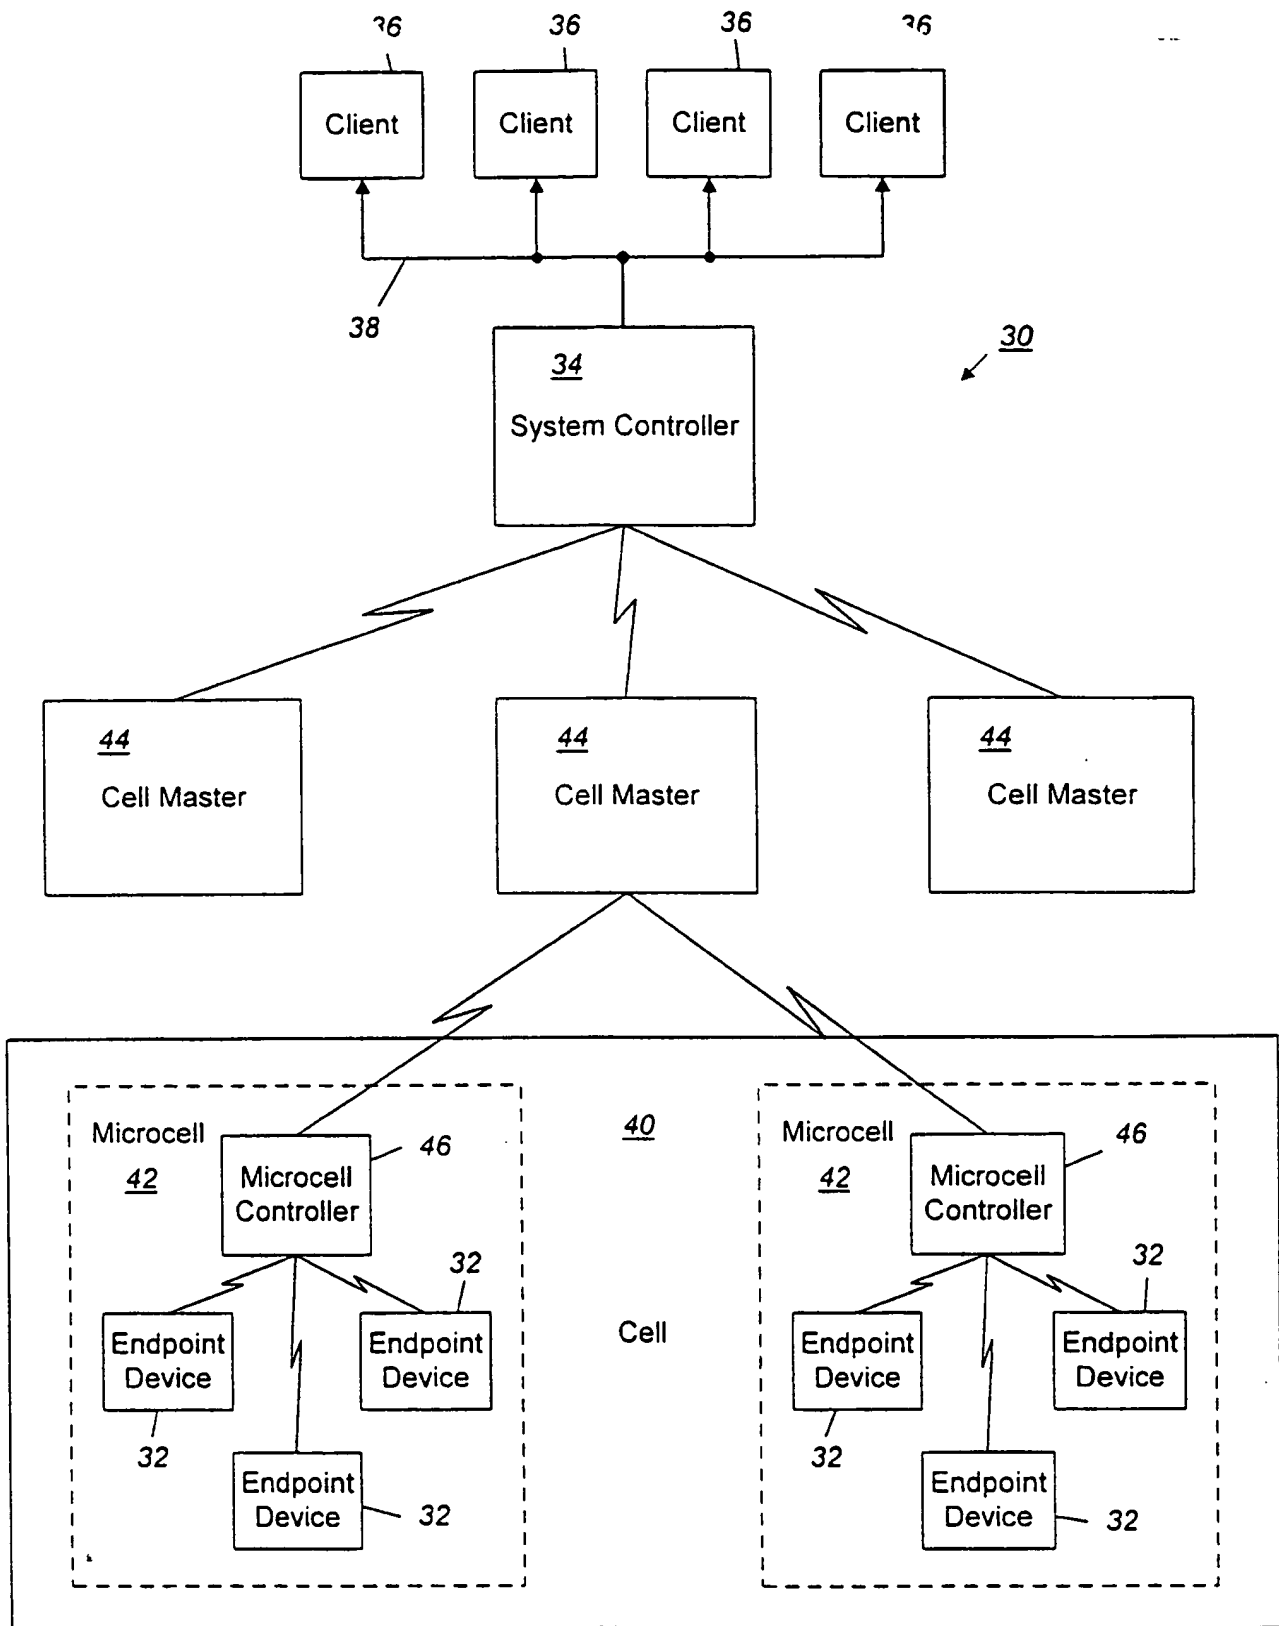 36 36 36 36
Client Client Client Client
38
30
34
System Controller
44 44 44
Cell Master Cell Master Cell Master
40
Microcell
42
46
Microcell
Controller
32
Endpoint
Device
Endpoint
Device
32
Endpoint
Device
32
Cell
Microcell
42
46
Microcell
Controller
32
Endpoint
Device
Endpoint
Device
32
Endpoint
Device
32